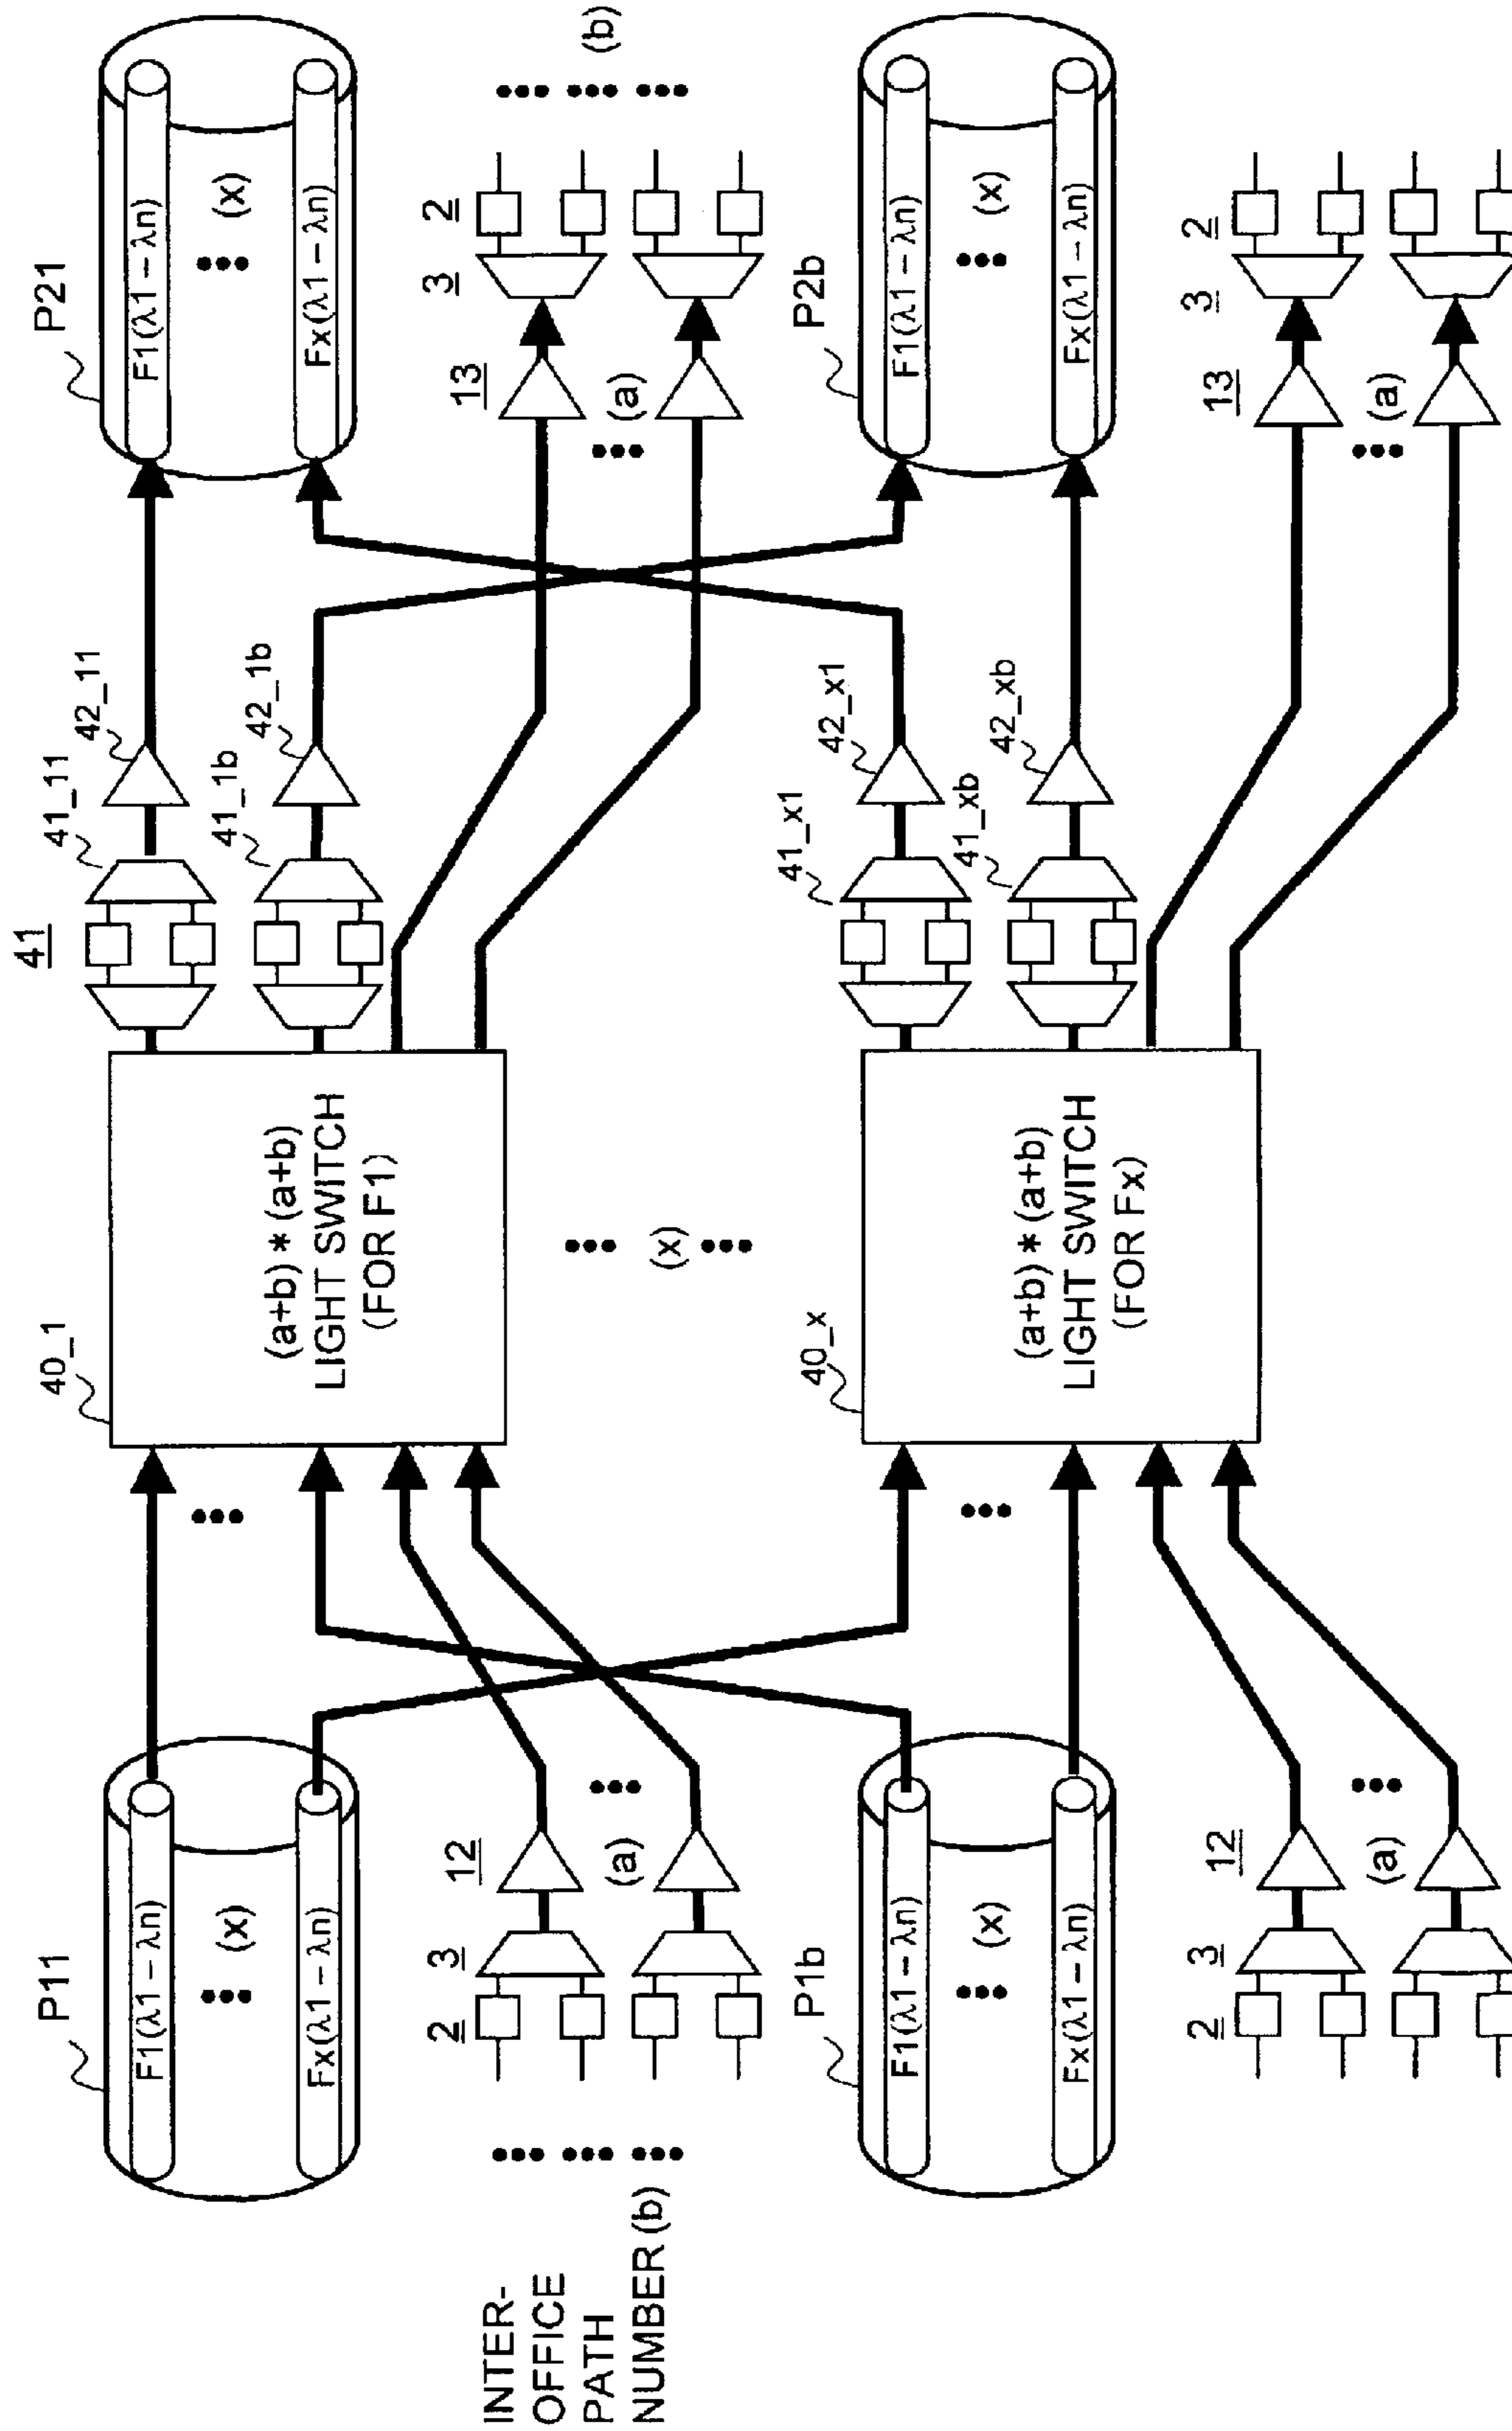 INTER-
OFFICE
PATH
NUMBER (b)
P11
F1(λ1 – λn)
(x)
Fx(λ1 – λn)
2
3
12
(a)
P1b
F1(λ1 – λn)
(x)
Fx(λ1 – λn)
2
3
12
(a)
40_1
(a+b) * (a+b)
LIGHT SWITCH
(FOR F1)
(x)
40_x
(a+b) * (a+b)
LIGHT SWITCH
(FOR Fx)
41
41_11
42_11
41_1b
42_1b
41_x1
42_x1
41_xb
42_xb
P21
F1(λ1 – λn)
(x)
Fx(λ1 – λn)
13
(a)
3
2
(b)
P2b
F1(λ1 – λn)
(x)
Fx(λ1 – λn)
13
(a)
3
2